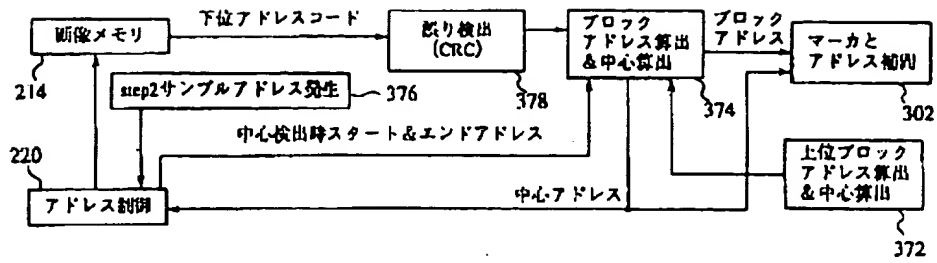 画像メモリ
214
下位アドレスコード
誤り検出
(CRC)
378
ブロック
アドレス算出
&中心算出
374
ブロック
アドレス
マーカと
アドレス補間
302
step2サンプルアドレス発生
376
中心検出時スタート&エンドアドレス
220
アドレス制御
中心アドレス
上位ブロック
アドレス算出
&中心算出
372